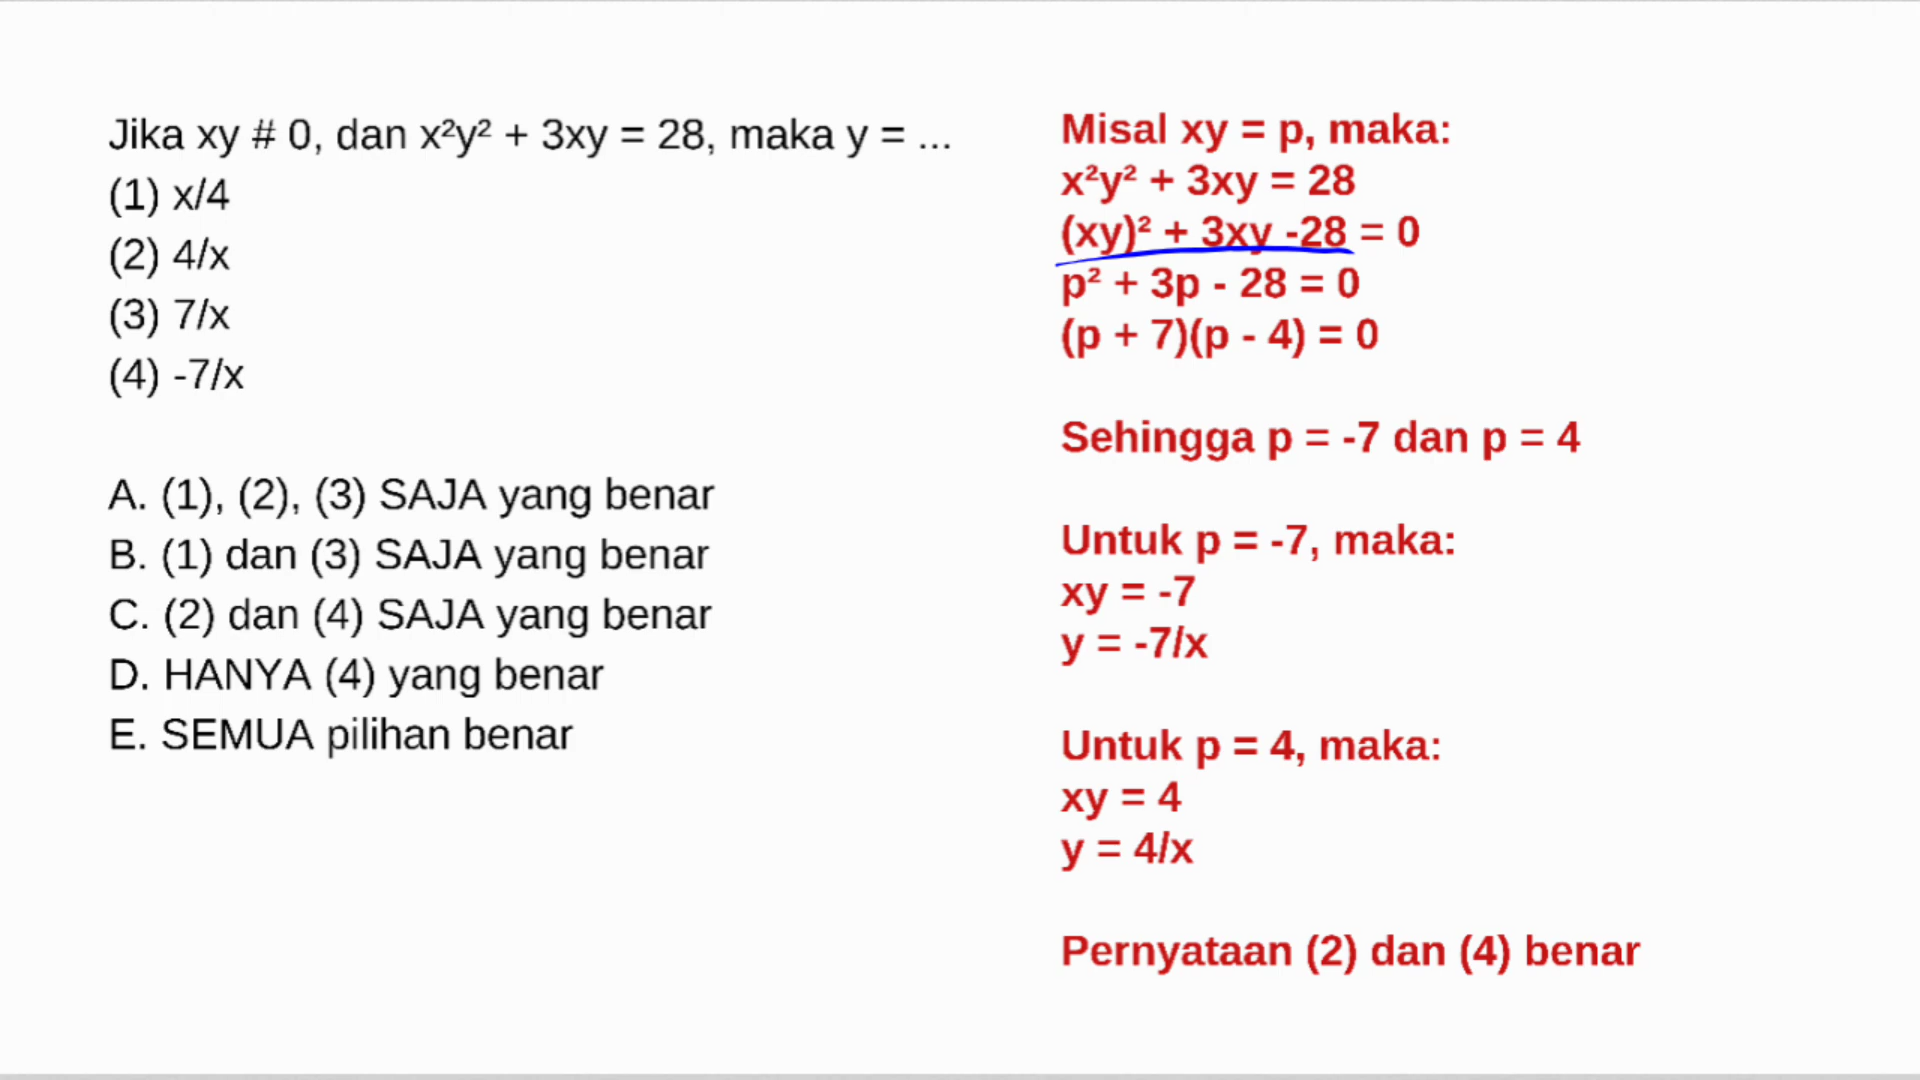 Jika xy # 0, dan x²y² + 3xy = 28, maka y = ...
(1) x/4
(2) 4/x
(3) 7/x
(4) -7/x
A. (1), (2), (3) SAJA yang benar
B. (1) dan (3) SAJA yang benar
C. (2) dan (4) SAJA yang benar
D. HANYA (4) yang benar
E. SEMUA pilihan benar
Misal xy = p, maka:
x²y² + 3xy = 28
(xy)² + 3xy -28 = 0
p² + 3p - 28 = 0
(p + 7)(p - 4) = 0
Sehingga p = -7 dan p = 4
Untuk p = -7, maka:
xy = -7
y = -7/x
Untuk p = 4, maka:
xy = 4
y = 4/x
Pernyataan (2) dan (4) benar